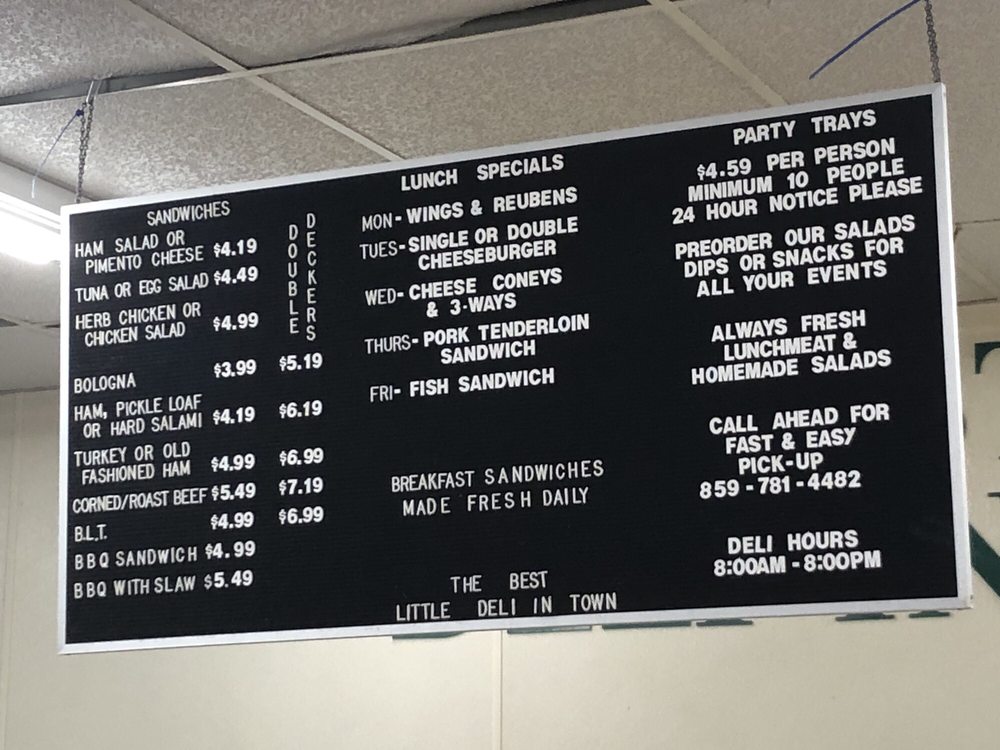 SANDWICHES
DOUBLE
DECKERS
HAM SALAD OR
PIMENTO CHEESE $4.19
TUNA OR EGG SALAD $4.49
HERB CHICKEN OR
CHICKEN SALAD $4.99
BOLOGNA $3.99 $5.19
HAM, PICKLE LOAF
OR HARD SALAMI $4.19 $6.19
TURKEY OR OLD
FASHIONED HAM $4.99 $6.99
CORNED/ROAST BEEF $5.49 $7.19
B.L.T. $4.99 $6.99
BBQ SANDWICH $4.99
BBQ WITH SLAW $5.49
LUNCH SPECIALS
MON- WINGS & REUBENS
TUES- SINGLE OR DOUBLE
CHEESEBURGER
WED- CHEESE CONEYS
& 3-WAYS
THURS- PORK TENDERLOIN
SANDWICH
FRI- FISH SANDWICH
BREAKFAST SANDWICHES
MADE FRESH DAILY
THE BEST
LITTLE DELI IN TOWN
PARTY TRAYS
$4.59 PER PERSON
MINIMUM 10 PEOPLE
24 HOUR NOTICE PLEASE
PREORDER OUR SALADS
DIPS OR SNACKS FOR
ALL YOUR EVENTS
ALWAYS FRESH
LUNCHMEAT &
HOMEMADE SALADS
CALL AHEAD FOR
FAST & EASY
PICK-UP
859-781-4482
DELI HOURS
8:00AM - 8:00PM